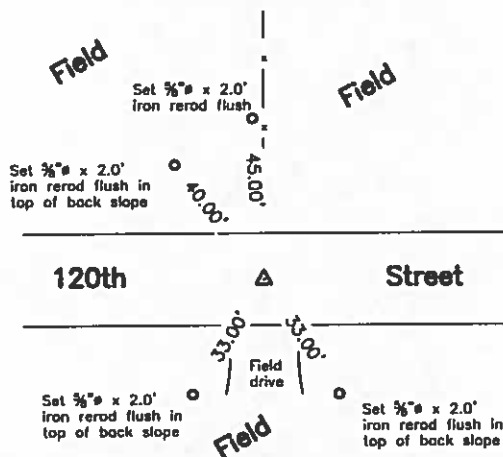 Field
Field
Set ⅝"ø x 2.0'
iron rerod flush
Set ⅝"ø x 2.0'
iron rerod flush in
top of back slope
40.00'
45.00'
120th
Street
33.00'
33.00'
Field
drive
Set ⅝"ø x 2.0'
iron rerod flush in
top of back slope
Set ⅝"ø x 2.0'
iron rerod flush in
top of back slope
Field